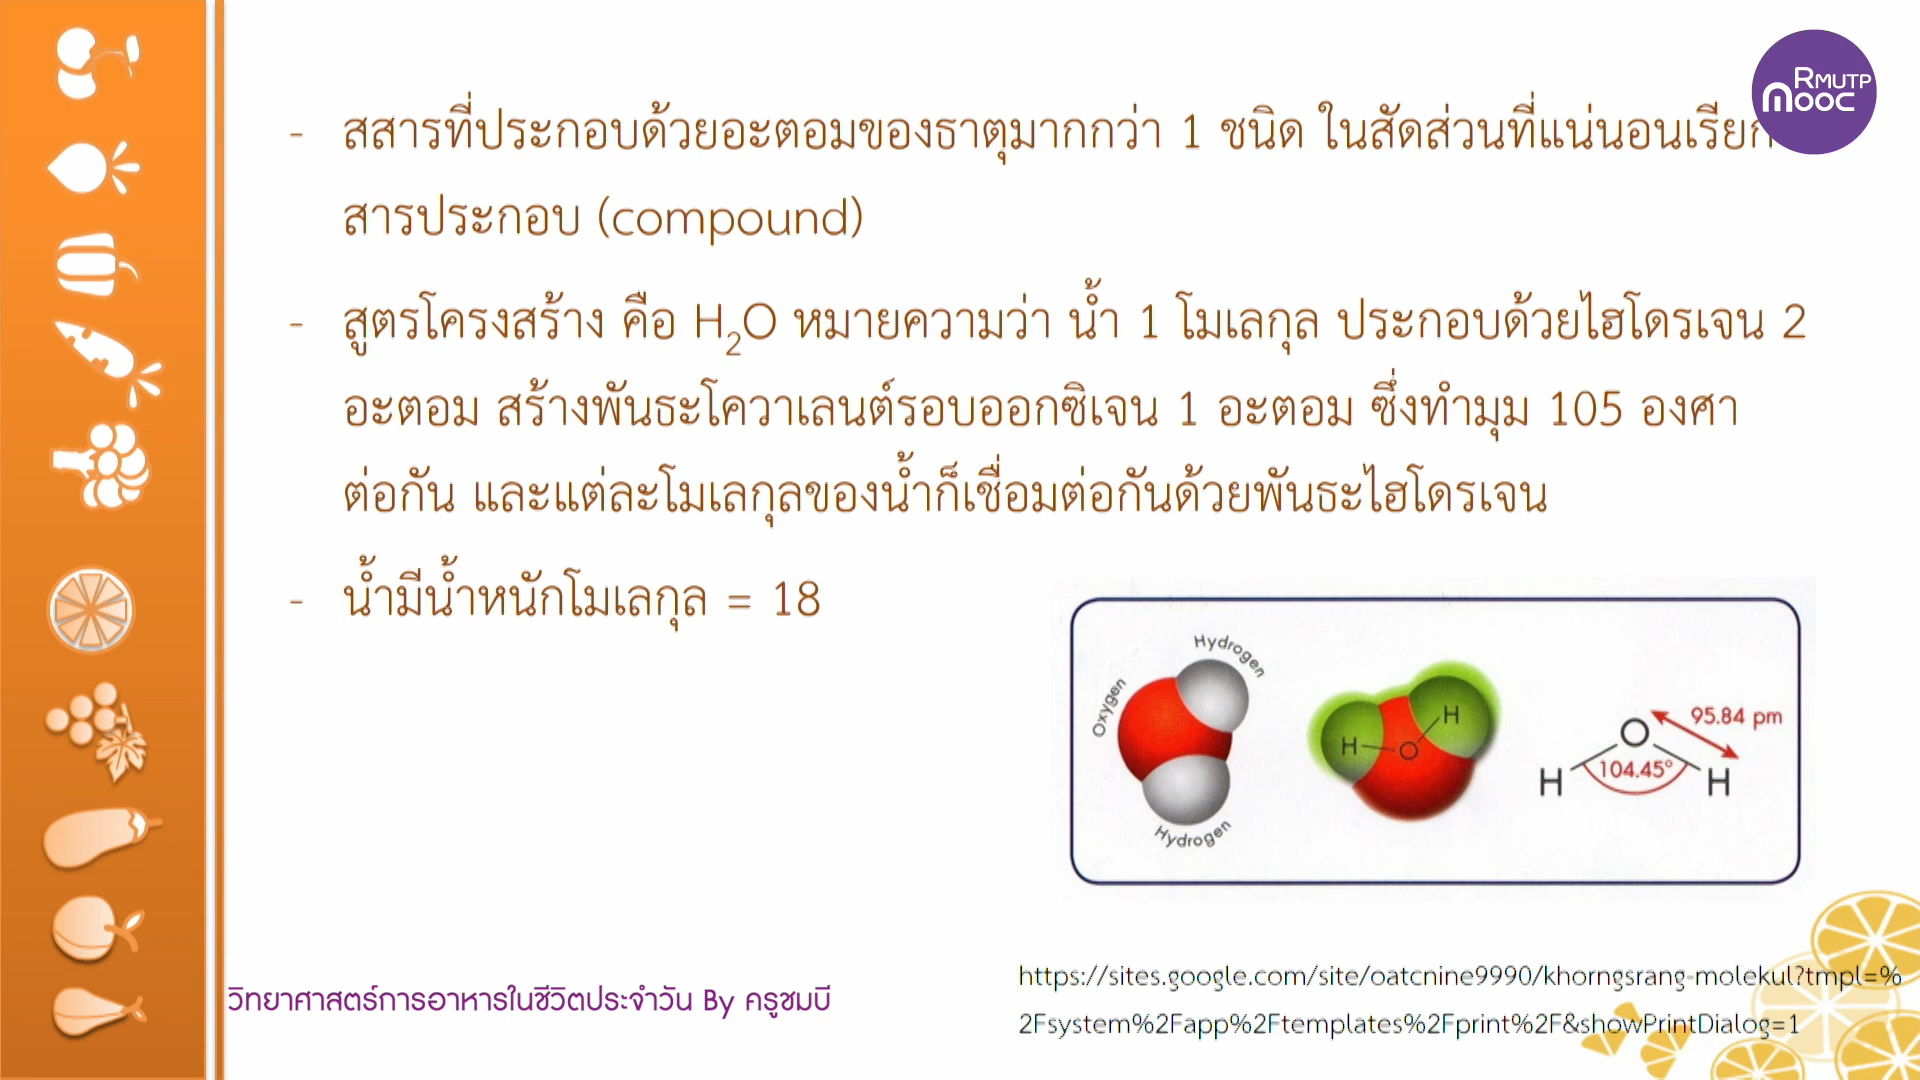 RMUTP
mooc
- สสารที่ประกอบด้วยอะตอมของธาตุมากกว่า 1 ชนิด ในสัดส่วนที่แน่นอนเรียก
สารประกอบ (compound)
- สูตรโครงสร้าง คือ H₂O หมายความว่า น้ำ 1 โมเลกุล ประกอบด้วยไฮโดรเจน 2
อะตอม สร้างพันธะโควาเลนต์รอบออกซิเจน 1 อะตอม ซึ่งทำมุม 105 องศา
ต่อกัน และแต่ละโมเลกุลของน้ำก็เชื่อมต่อกันด้วยพันธะไฮโดรเจน
- น้ำมีน้ำหนักโมเลกุล = 18
Hydrogen
Oxygen
Hydrogen
H
H
O
O
95.84 pm
104.45°
H
H
https://sites.google.com/site/oatcnine9990/khorngsrang-molekul?tmpl=%
2Fsystem%2Fapp%2Ftemplates%2Fprint%2F&showPrintDialog=1
วิทยาศาสตร์การอาหารในชีวิตประจำวัน By ครูชมบี